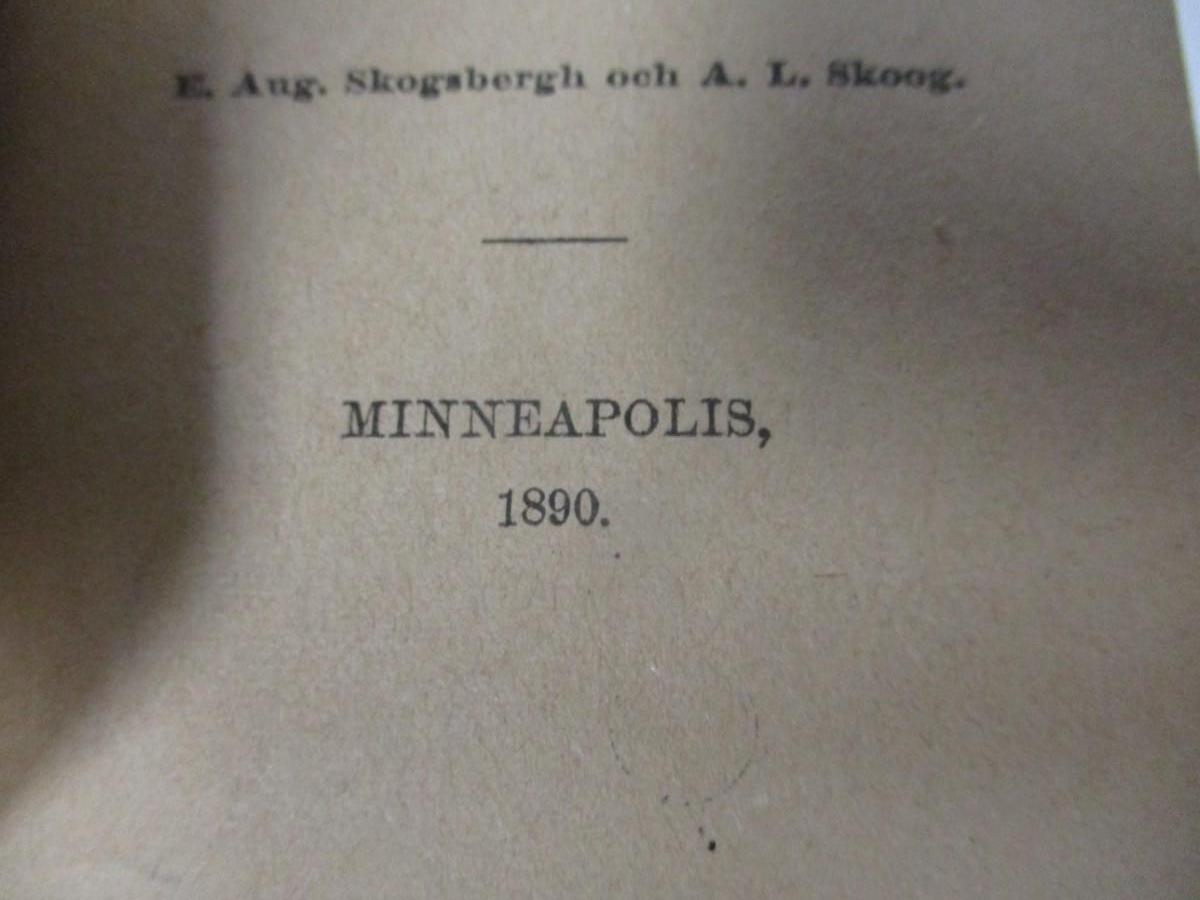 E. Aug. Skogsbergh och A. L. Skoog.
MINNEAPOLIS,
1890.